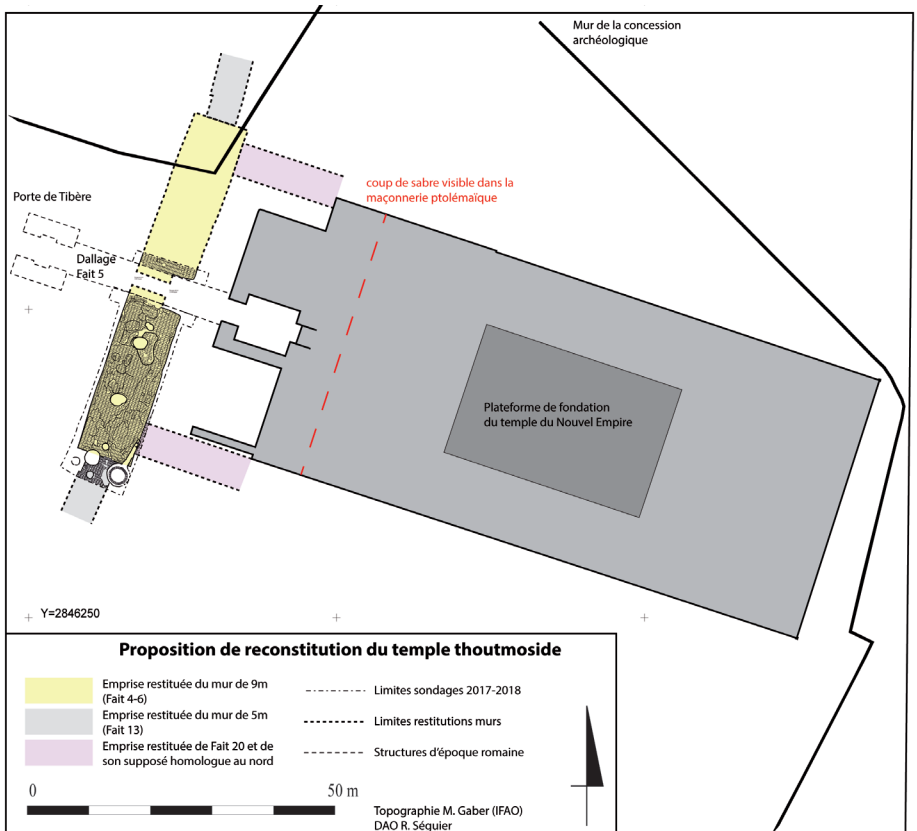 Mur de la concession
archéologique
coup de sabre visible dans la
maçonnerie ptolémaïque
Porte de Tibère
Dallage
Fait 5
Plateforme de fondation
du temple du Nouvel Empire
Y=2846250
Proposition de reconstitution du temple thoutmoside
Emprise restituée du mur de 9m
(Fait 4-6)
Emprise restituée du mur de 5m
(Fait 13)
Emprise restituée de Fait 20 et de
son supposé homologue au nord
Limites sondages 2017-2018
Limites restitutions murs
Structures d'époque romaine
0
50 m
Topographie M. Gaber (IFAO)
DAO R. Séguier